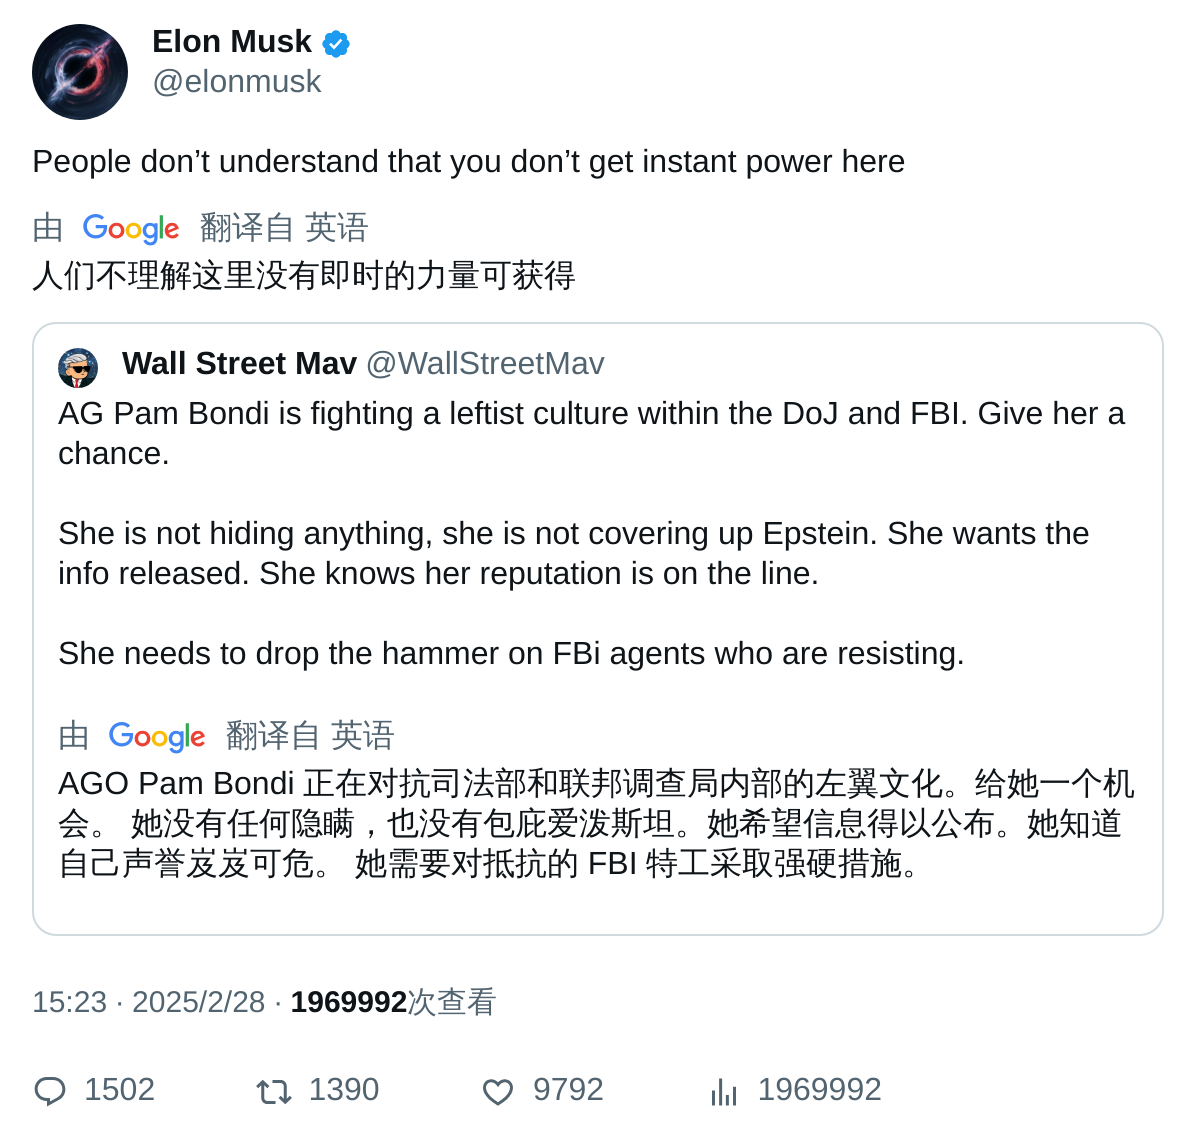 Elon Musk
@elonmusk
People don’t understand that you don’t get instant power here
由 Google 翻译自 英语
人们不理解这里没有即时的力量可获得
Wall Street Mav @WallStreetMav
AG Pam Bondi is fighting a leftist culture within the DoJ and FBI. Give her a
chance.
She is not hiding anything, she is not covering up Epstein. She wants the
info released. She knows her reputation is on the line.
She needs to drop the hammer on FBi agents who are resisting.
由 Google 翻译自 英语
AGO Pam Bondi 正在对抗司法部和联邦调查局内部的左翼文化。给她一个机
会。 她没有任何隐瞒，也没有包庇爱泼斯坦。她希望信息得以公布。她知道
自己声誉岌岌可危。 她需要对抵抗的 FBI 特工采取强硬措施。
15:23 · 2025/2/28 · 1969992次查看
1502 1390 9792 1969992